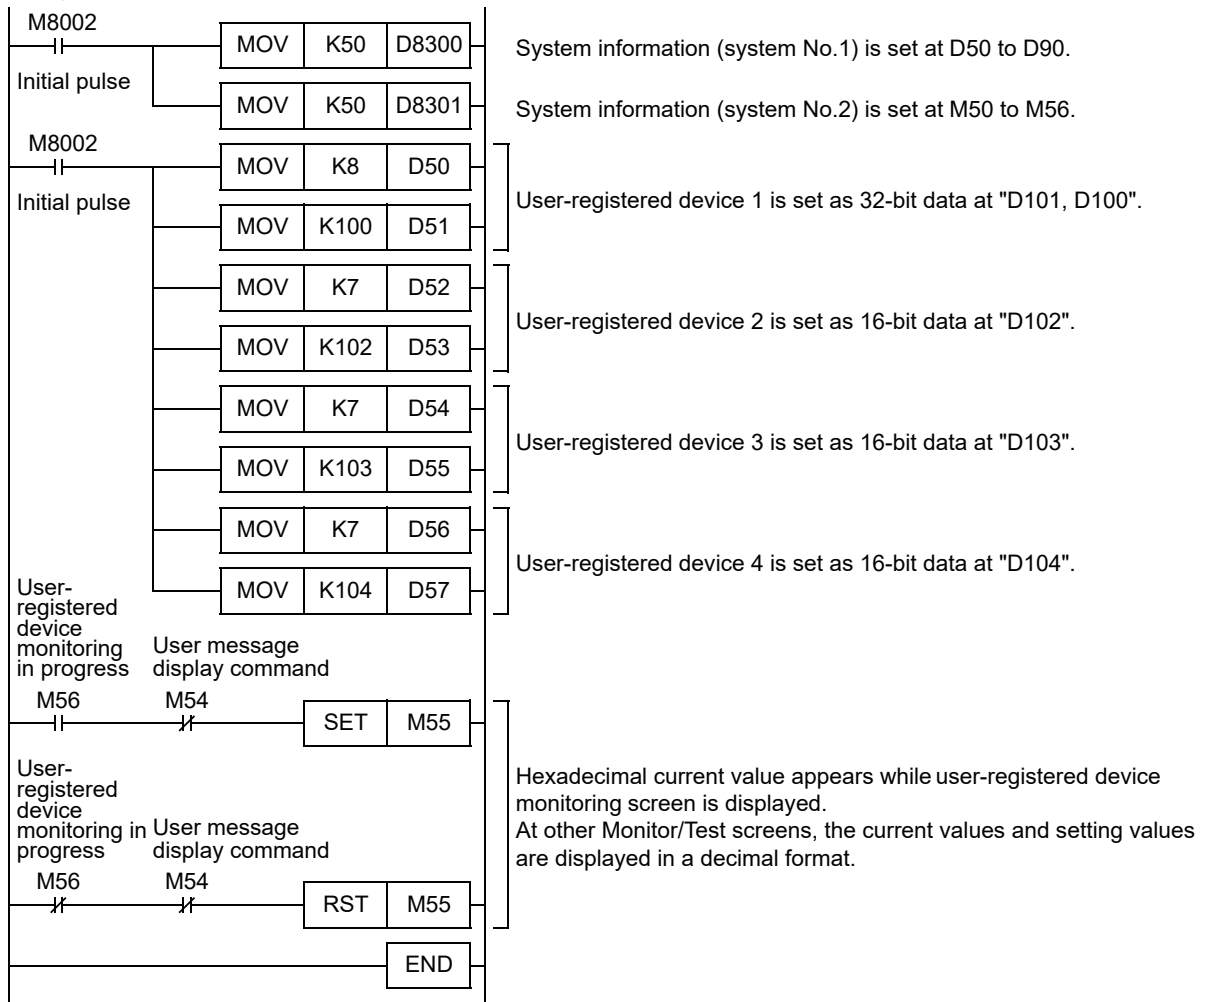 M8002
MOV K50 D8300
System information (system No.1) is set at D50 to D90.
Initial pulse
MOV K50 D8301
System information (system No.2) is set at M50 to M56.
M8002
MOV K8 D50
Initial pulse
User-registered device 1 is set as 32-bit data at "D101, D100".
MOV K100 D51
MOV K7 D52
User-registered device 2 is set as 16-bit data at "D102".
MOV K102 D53
MOV K7 D54
User-registered device 3 is set as 16-bit data at "D103".
MOV K103 D55
MOV K7 D56
User-registered device 4 is set as 16-bit data at "D104".
MOV K104 D57
User-
registered
device
monitoring
in progress
User message
display command
M56 M54
SET M55
User-
registered
device
monitoring in
progress
User message
display command
Hexadecimal current value appears while user-registered device
monitoring screen is displayed.
At other Monitor/Test screens, the current values and setting values
are displayed in a decimal format.
M56 M54
RST M55
END